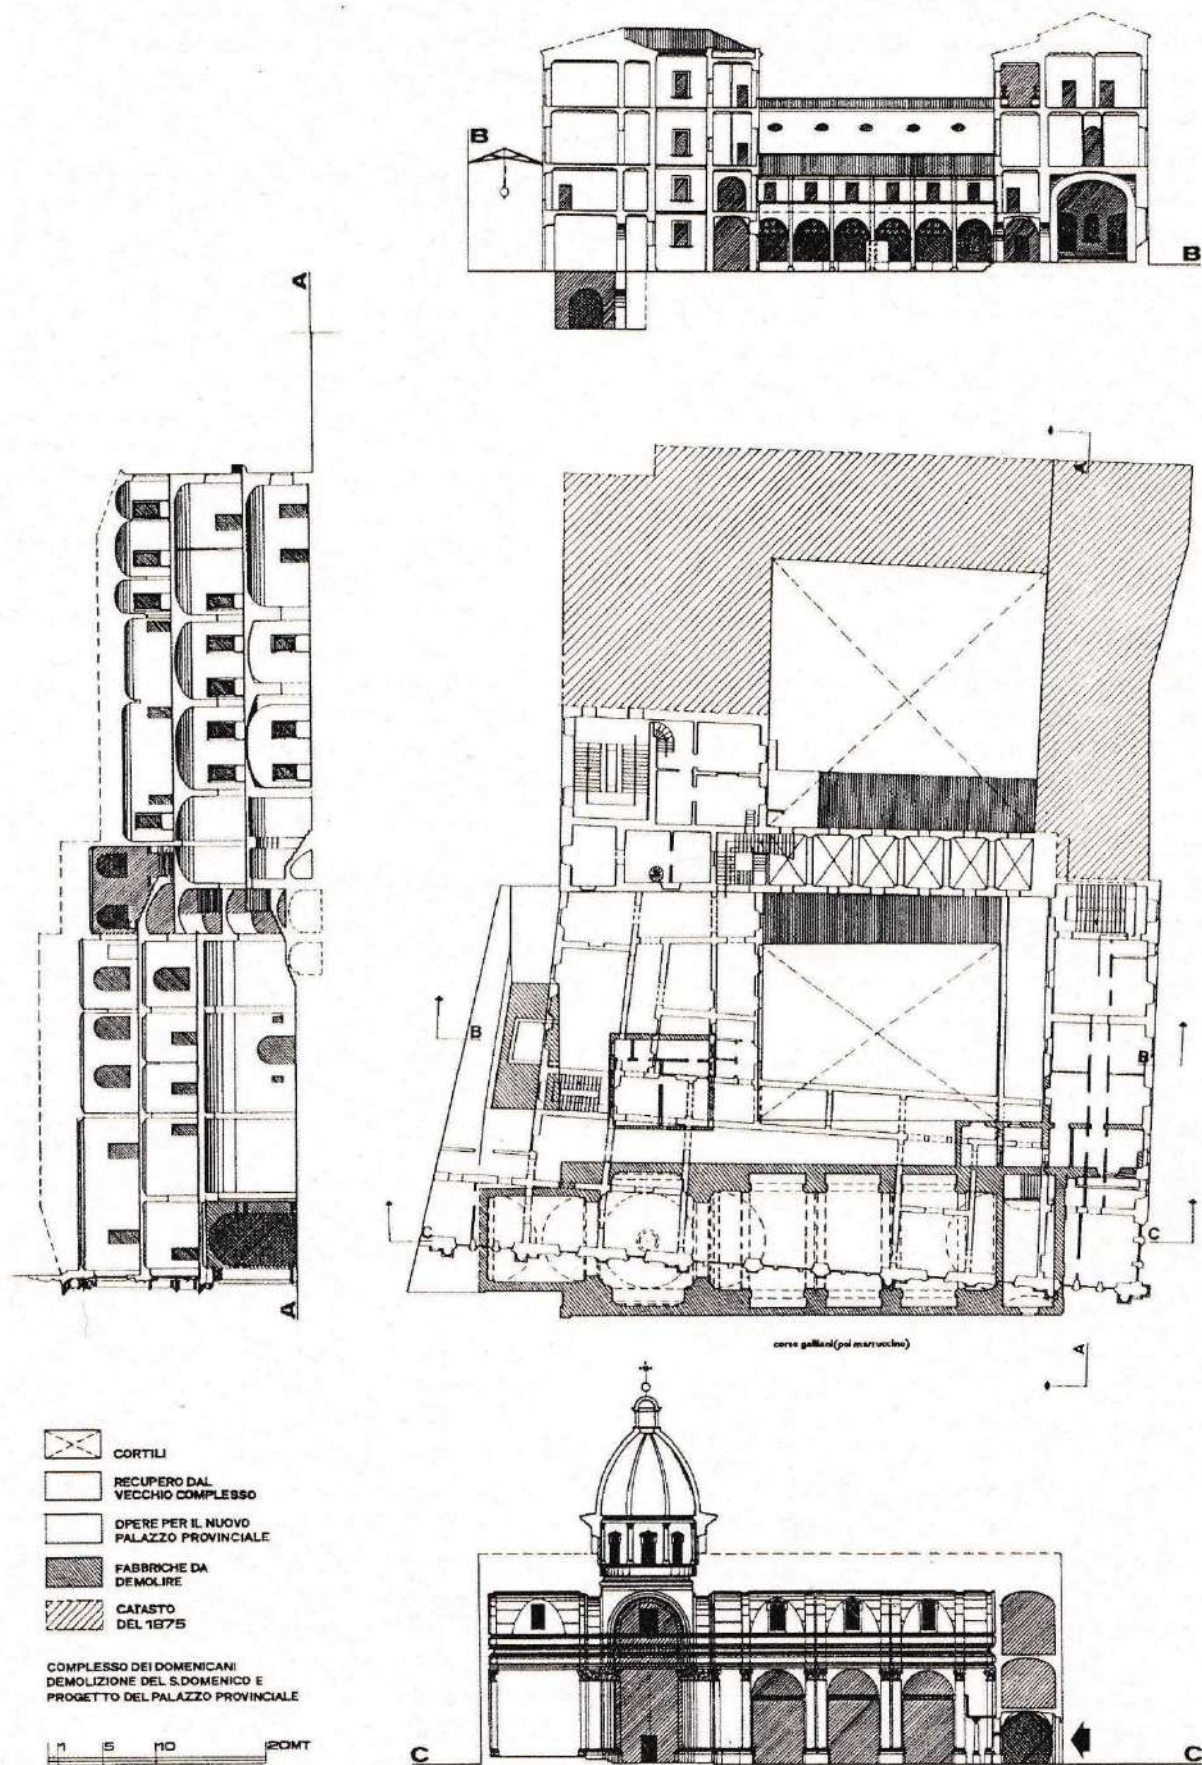 B
B
A
A
B
B
C
C
corso galliani (poi marruccino)
A
A
CORTILI
RECUPERO DAL
VECCHIO COMPLESSO
OPERE PER IL NUOVO
PALAZZO PROVINCIALE
FABBRICHE DA
DEMOLIRE
CATASTO
DEL 1875
COMPLESSO DEI DOMENICANI
DEMOLIZIONE DEL S.DOMENICO E
PROGETTO DEL PALAZZO PROVINCIALE
1 5 10 20MT
C
C
A